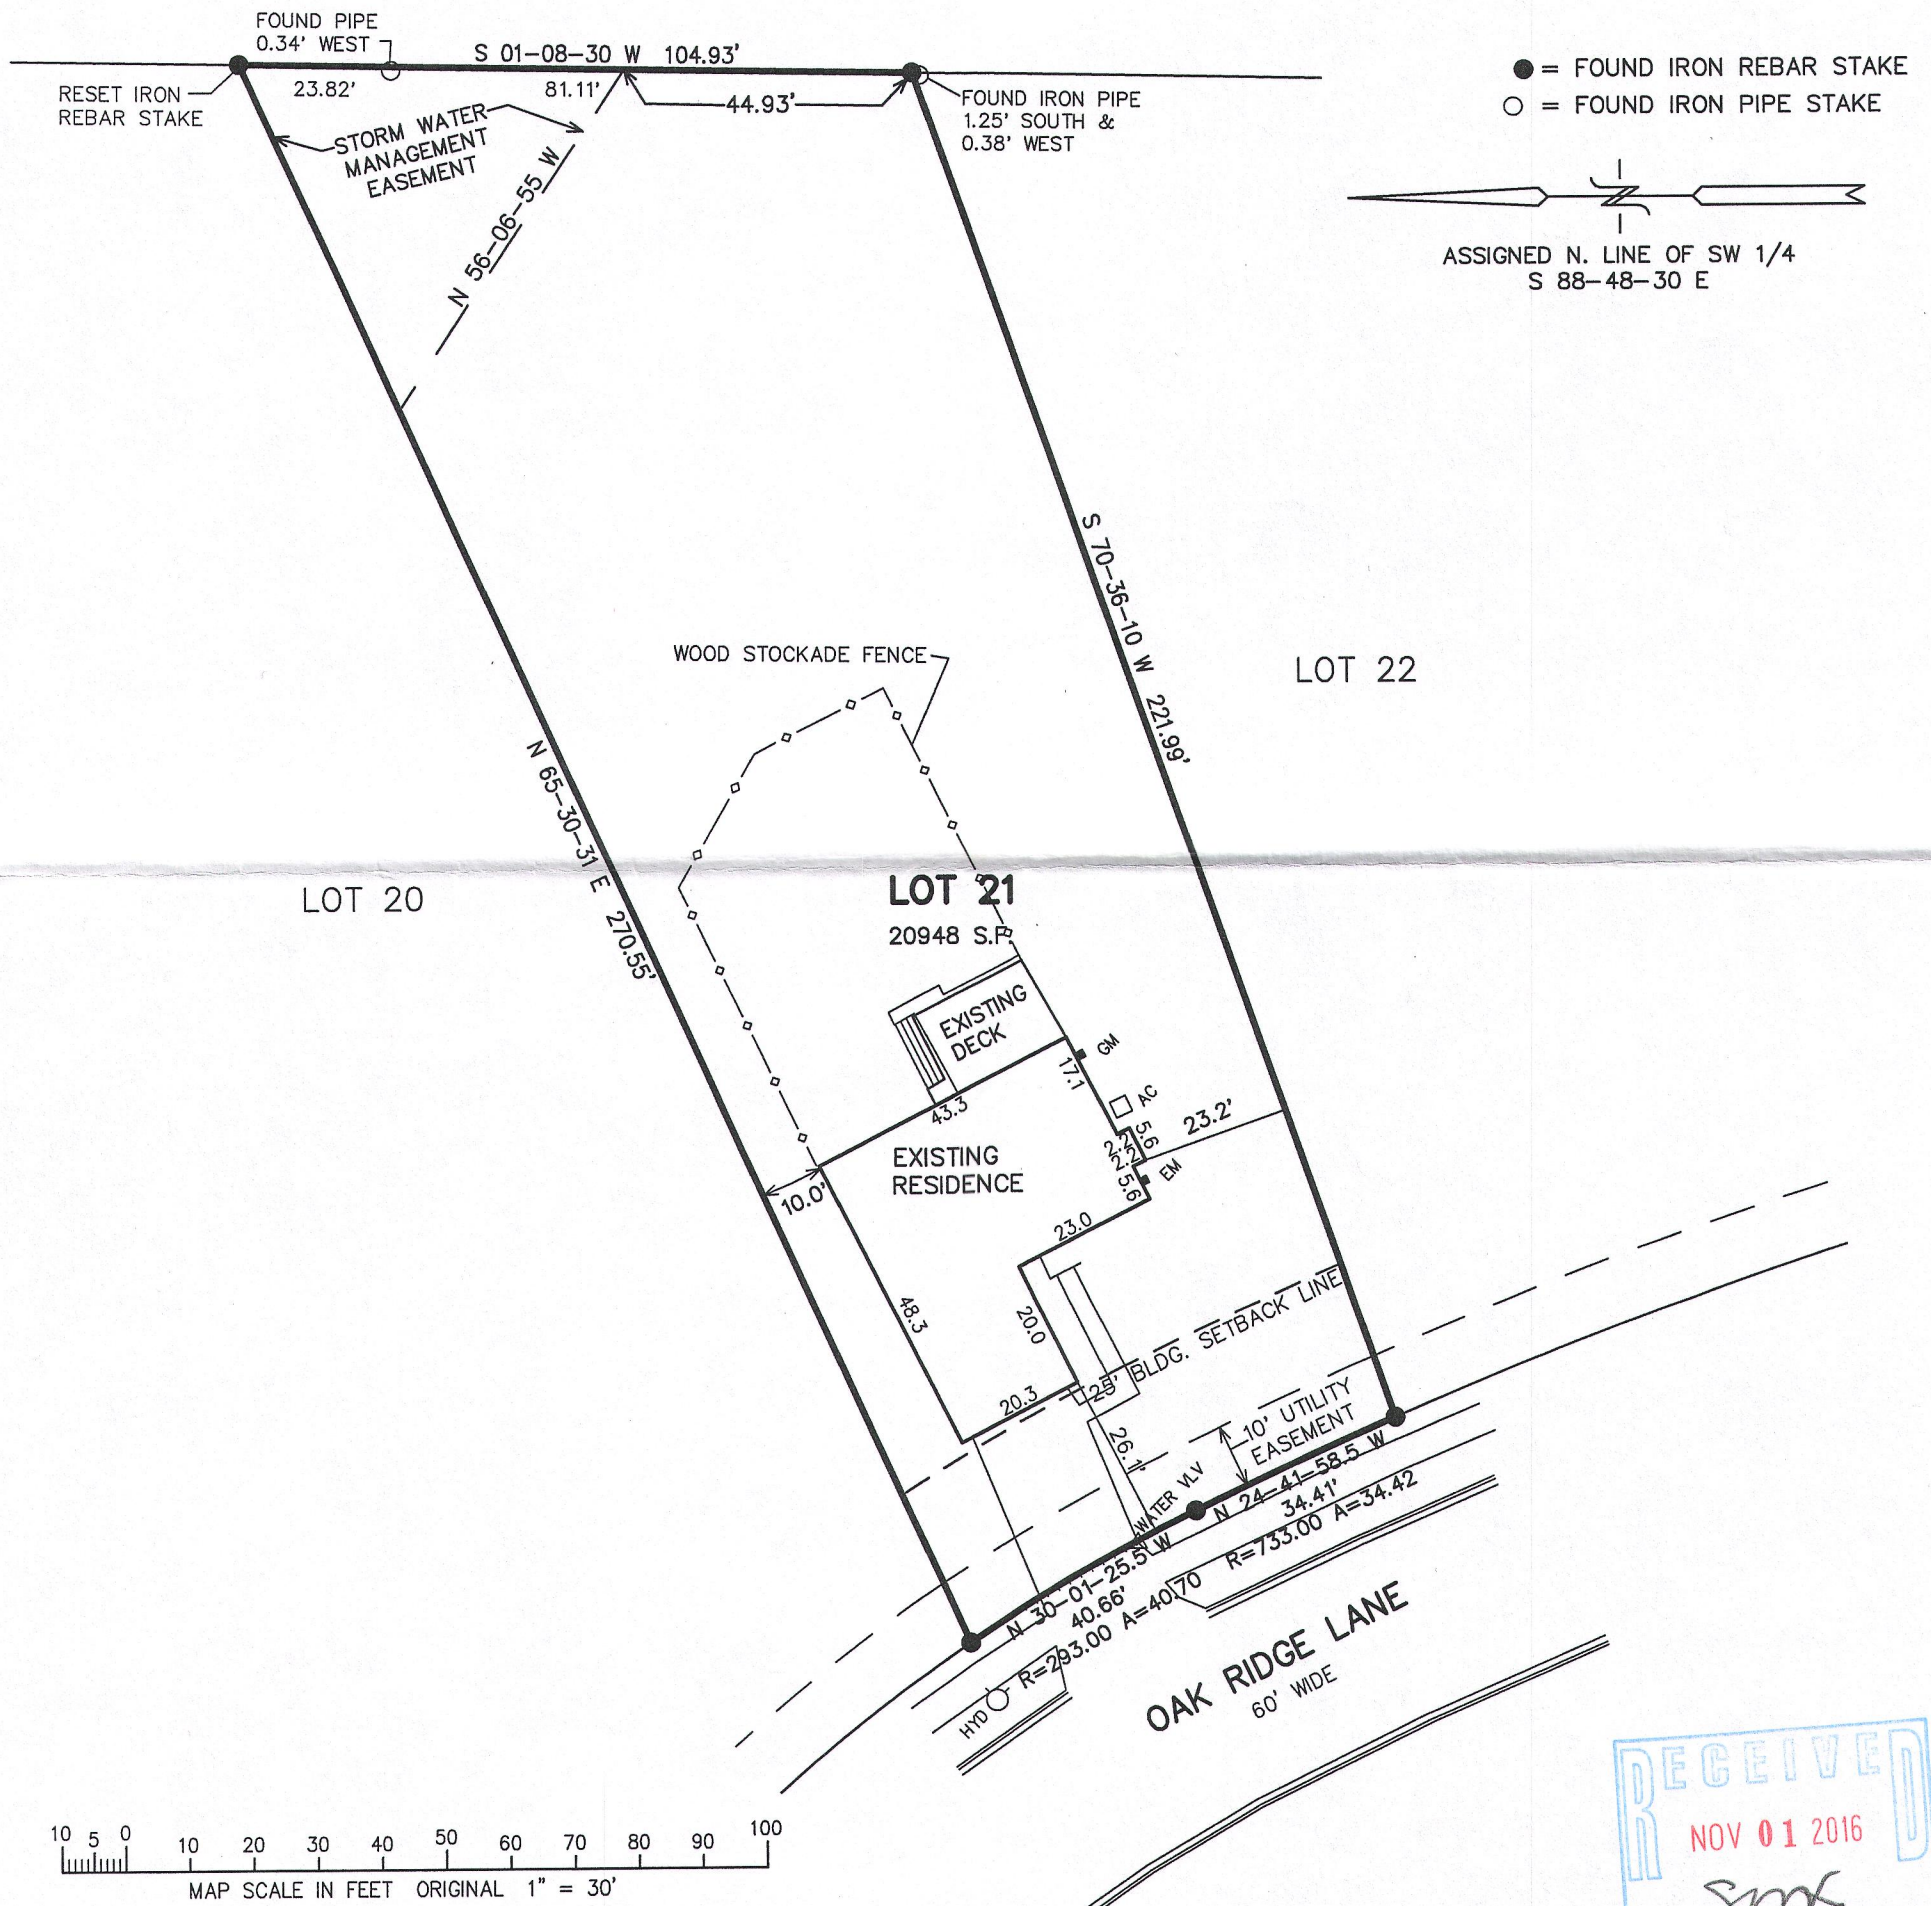 FOUND PIPE
0.34' WEST
S 01-08-30 W 104.93'
RESET IRON
REBAR STAKE
23.82'
81.11'
44.93'
FOUND IRON PIPE
1.25' SOUTH &
0.38' WEST
= FOUND IRON REBAR STAKE
= FOUND IRON PIPE STAKE
ASSIGNED N. LINE OF SW 1/4
S 88-48-30 E
STORM WATER
MANAGEMENT
EASEMENT
N 56-06-55 W
S 70-36-10 W 221.99'
WOOD STOCKADE FENCE
LOT 22
N 65-30-31 E 270.55'
LOT 20
LOT 21
20948 S.F.
EXISTING
DECK
GM
17.1
AC
43.3
5.6
2.2
2.2
5.6
EM
23.2'
EXISTING
RESIDENCE
10.0'
23.0
48.3
20.0
20.3
25' BLDG. SETBACK LINE
26.1'
10' UTILITY
EASEMENT
WATER VLV
N 24-41-58.5 W
34.41'
R=733.00 A=34.42
N 30-01-25.5 W
40.66'
R=293.00 A=40.70
HYD
OAK RIDGE LANE
60' WIDE
10 5 0 10 20 30 40 50 60 70 80 90 100
MAP SCALE IN FEET ORIGINAL 1" = 30'
RECEIVED
NOV 01 2016